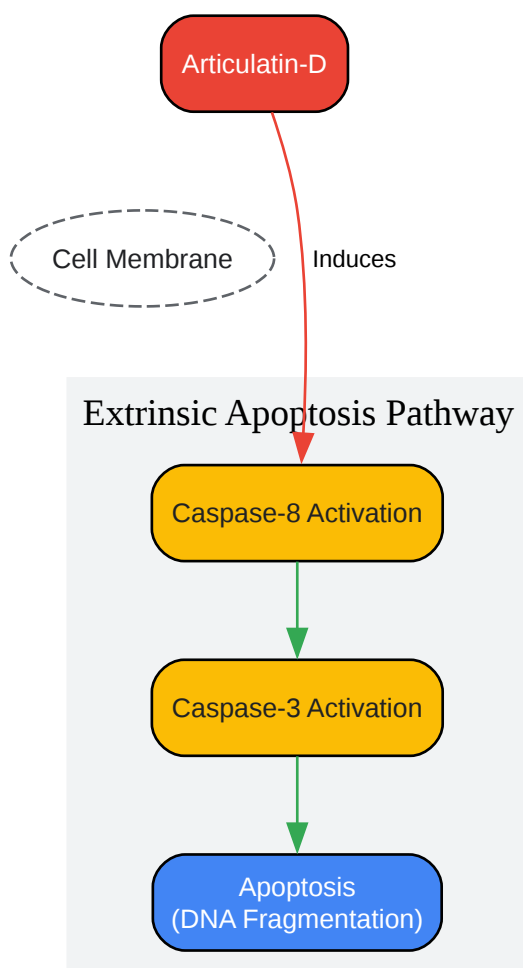 Articulatin-D
Cell Membrane
Induces
Extrinsic Apoptosis Pathway
Caspase-8 Activation
Caspase-3 Activation
Apoptosis
(DNA Fragmentation)